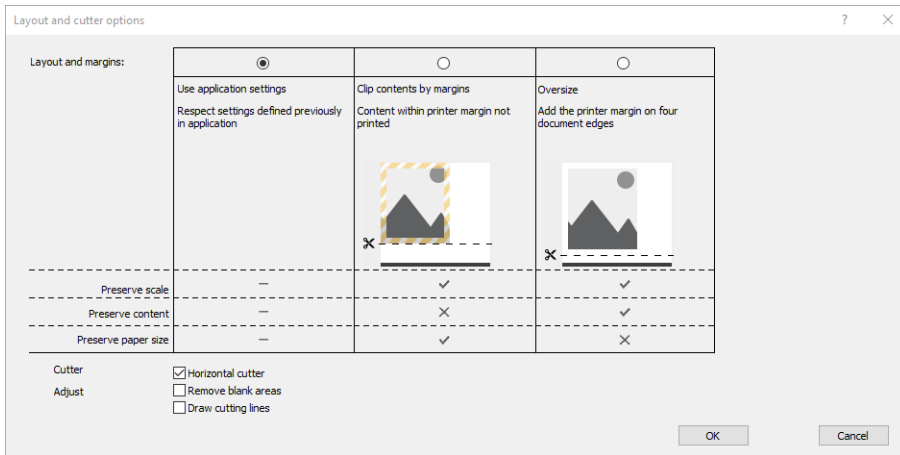 Layout and cutter options
?
Layout and margins:
Use application settings
Clip contents by margins
Oversize
Respect settings defined previously
in application
Content within printer margin not
printed
Add the printer margin on four
document edges
Preserve scale
Preserve content
Preserve paper size
Cutter
Horizontal cutter
Adjust
Remove blank areas
Draw cutting lines
OK
Cancel